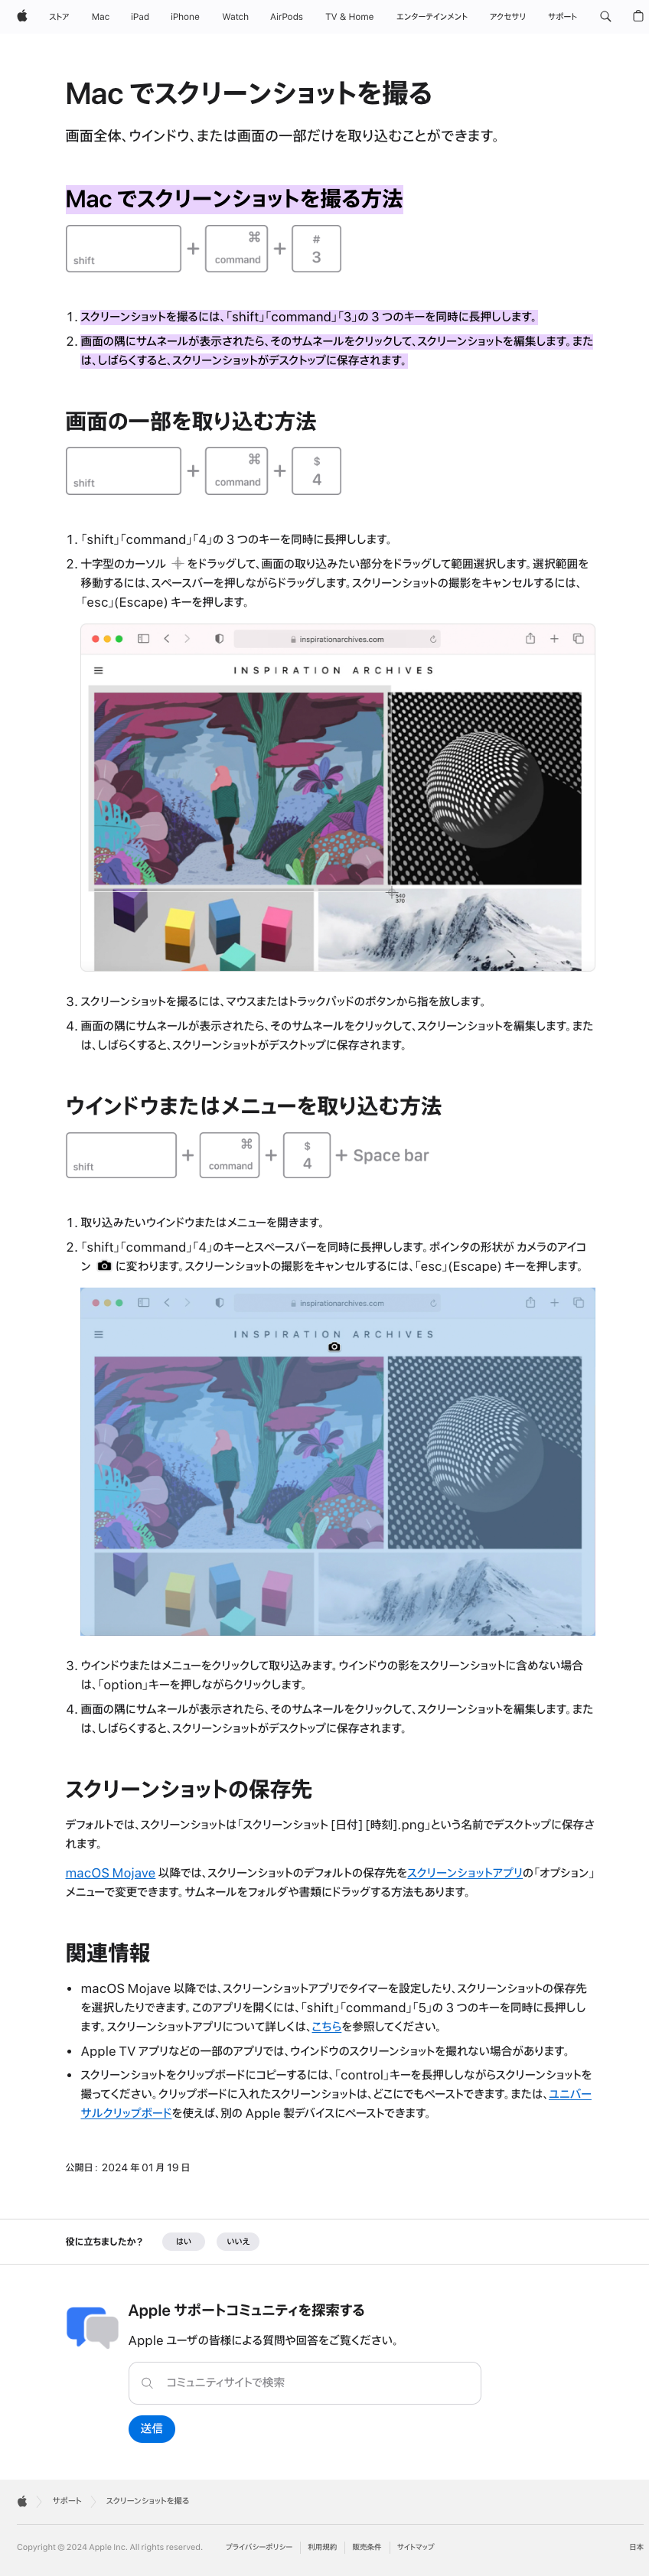 ストア Mac iPad iPhone Watch AirPods TV & Home エンターテインメント アクセサリ サポート
Mac でスクリーンショットを撮る
画面全体、ウインドウ、または画面の一部だけを取り込むことができます。
Mac でスクリーンショットを撮る方法
shift + ⌘ command + # 3
1. スクリーンショットを撮るには、「shift」「command」「3」の 3 つのキーを同時に長押しします。
2. 画面の隅にサムネールが表示されたら、そのサムネールをクリックして、スクリーンショットを編集します。また
は、しばらくすると、スクリーンショットがデスクトップに保存されます。
画面の一部を取り込む方法
shift + ⌘ command + $ 4
1. 「shift」「command」「4」の 3 つのキーを同時に長押しします。
2. 十字型のカーソル をドラッグして、画面の取り込みたい部分をドラッグして範囲選択します。選択範囲を
移動するには、スペースバーを押しながらドラッグします。スクリーンショットの撮影をキャンセルするには、
「esc」(Escape) キーを押します。
inspirationarchives.com
INSPIRATION ARCHIVES
540
370
3. スクリーンショットを撮るには、マウスまたはトラックパッドのボタンから指を放します。
4. 画面の隅にサムネールが表示されたら、そのサムネールをクリックして、スクリーンショットを編集します。また
は、しばらくすると、スクリーンショットがデスクトップに保存されます。
ウインドウまたはメニューを取り込む方法
shift + ⌘ command + $ 4 + Space bar
1. 取り込みたいウインドウまたはメニューを開きます。
2. 「shift」「command」「4」のキーとスペースバーを同時に長押しします。ポインタの形状が カメラのアイコ
ン に変わります。スクリーンショットの撮影をキャンセルするには、「esc」(Escape) キーを押します。
inspirationarchives.com
INSPIRATION ARCHIVES
3. ウインドウまたはメニューをクリックして取り込みます。ウインドウの影をスクリーンショットに含めない場合
は、「option」キーを押しながらクリックします。
4. 画面の隅にサムネールが表示されたら、そのサムネールをクリックして、スクリーンショットを編集します。また
は、しばらくすると、スクリーンショットがデスクトップに保存されます。
スクリーンショットの保存先
デフォルトでは、スクリーンショットは「スクリーンショット [日付] [時刻].png」という名前でデスクトップに保存さ
れます。
macOS Mojave 以降では、スクリーンショットのデフォルトの保存先をスクリーンショットアプリの「オプション」
メニューで変更できます。サムネールをフォルダや書類にドラッグする方法もあります。
関連情報
• macOS Mojave 以降では、スクリーンショットアプリでタイマーを設定したり、スクリーンショットの保存先
を選択したりできます。このアプリを開くには、「shift」「command」「5」の 3 つのキーを同時に長押しし
ます。スクリーンショットアプリについて詳しくは、こちらを参照してください。
• Apple TV アプリなどの一部のアプリでは、ウインドウのスクリーンショットを撮れない場合があります。
• スクリーンショットをクリップボードにコピーするには、「control」キーを長押ししながらスクリーンショットを
撮ってください。クリップボードに入れたスクリーンショットは、どこにでもペーストできます。または、ユニバー
サルクリップボードを使えば、別の Apple 製デバイスにペーストできます。
公開日: 2024 年 01 月 19 日
役に立ちましたか? はい いいえ
Apple サポートコミュニティを探索する
Apple ユーザの皆様による質問や回答をご覧ください。
コミュニティサイトで検索
送信
サポート スクリーンショットを撮る
Copyright © 2024 Apple Inc. All rights reserved. プライバシーポリシー 利用規約 販売条件 サイトマップ 日本